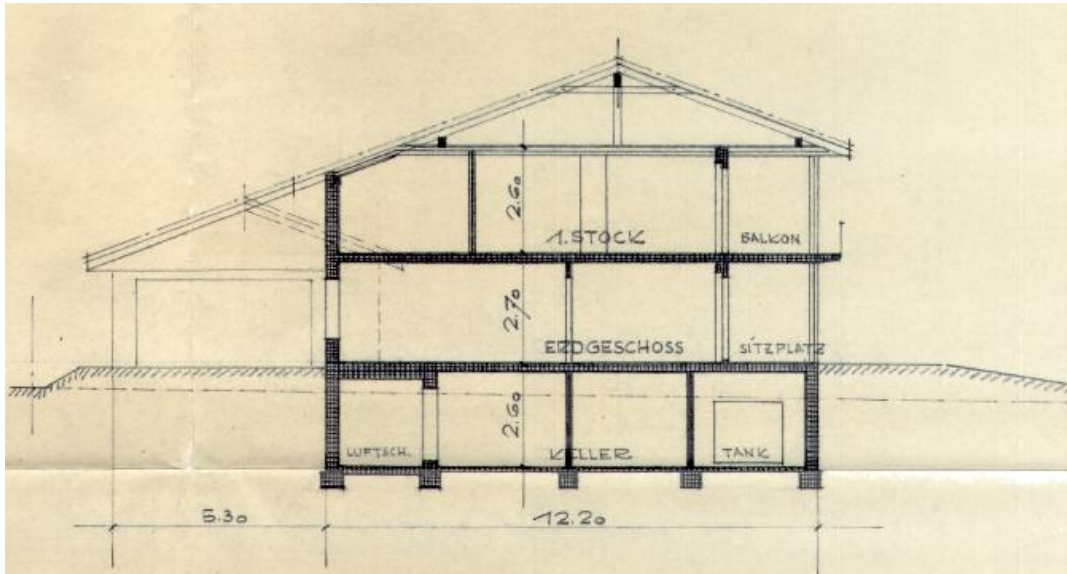 2.60
1. STOCK
BALKON
2.70
ERDGESCHOSS
SITZPLATZ
2.60
LUFTSCH.
KELLER
TANK
5.30
12.20